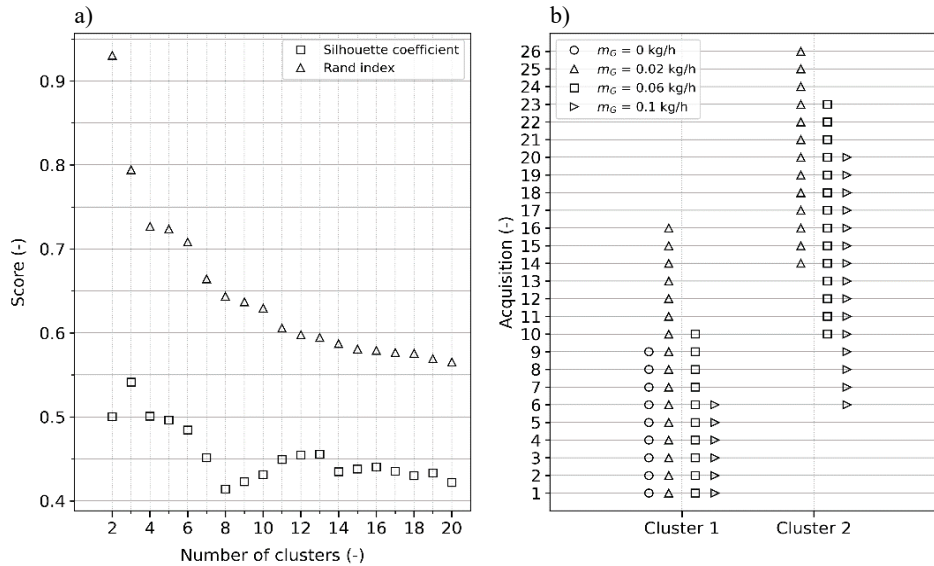 a)
b)
Silhouette coefficient
Rand index
0.9
0.8
0.7
0.6
0.5
0.4
Score (-)
2 4 6 8 10 12 14 16 18 20
Number of clusters (-)
m_G = 0 kg/h
m_G = 0.02 kg/h
m_G = 0.06 kg/h
m_G = 0.1 kg/h
26
25
24
23
22
21
20
19
18
17
16
15
14
13
12
11
10
9
8
7
6
5
4
3
2
1
Acquisition (-)
Cluster 1 Cluster 2